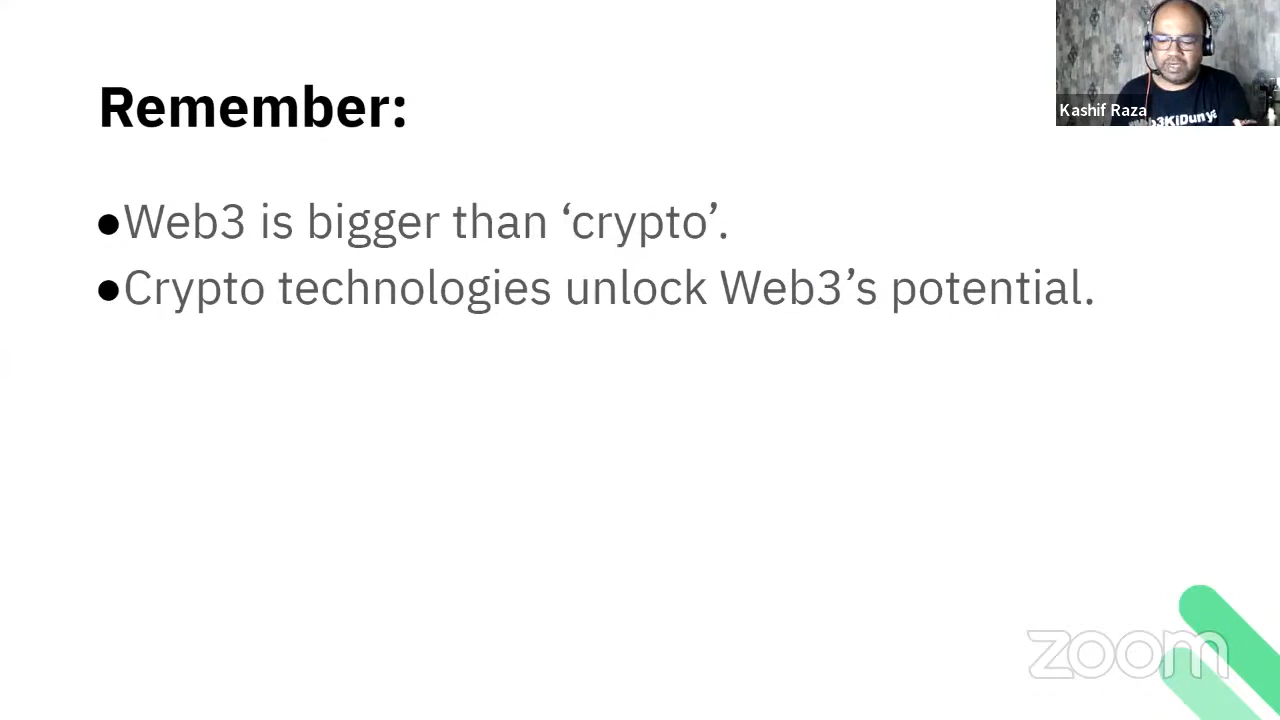 Remember:
●Web3 is bigger than ‘crypto’.
●Crypto technologies unlock Web3’s potential.
Kashif Raza
zoom